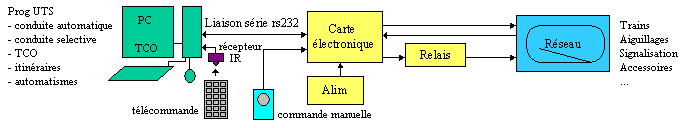 Prog UTS
- conduite automatique
- conduite selective
- TCO
- itinéraires
- automatismes
PC
TCO
Liaison série rs232
récepteur
IR
télécommande
Carte
électronique
Alim
commande manuelle
Relais
Réseau
Trains
Aiguillages
Signalisation
Accessoires
...